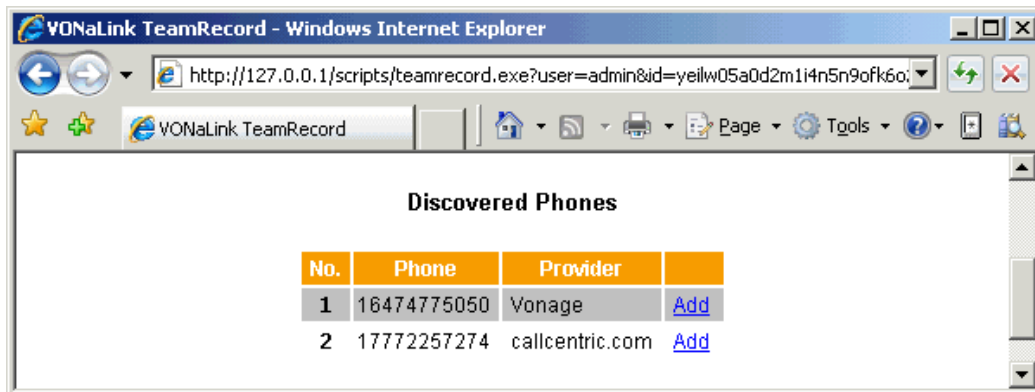 VONaLink TeamRecord - Windows Internet Explorer
http://127.0.0.1/scripts/teamrecord.exe?user=admin&id=yeilw05a0d2m1i4n5n9ofk6o
VONaLink TeamRecord Page Tools
Discovered Phones
No. Phone Provider
1 16474775050 Vonage Add
2 17772257274 callcentric.com Add